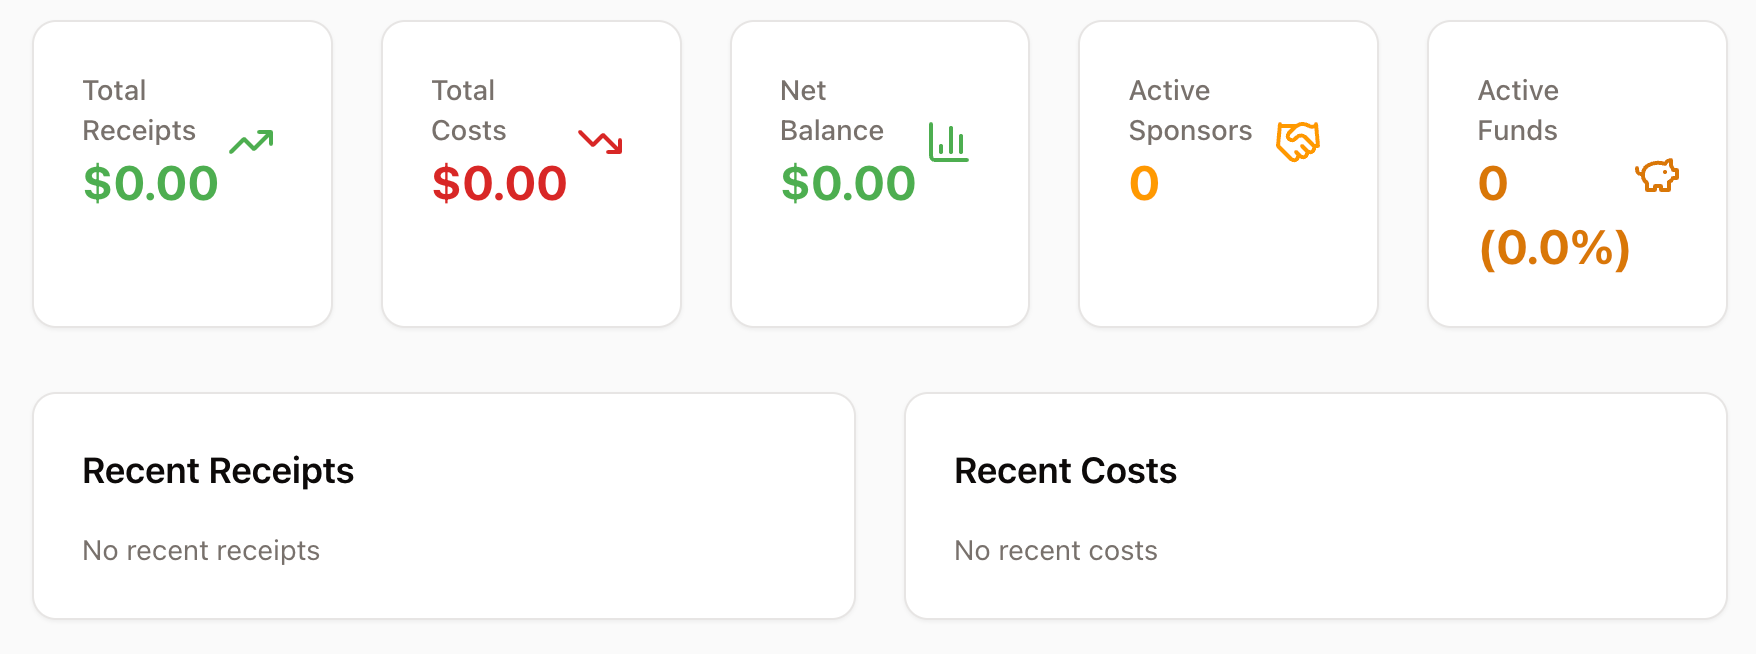 Total
Receipts
$0.00
Total
Costs
$0.00
Net
Balance
$0.00
Active
Sponsors
0
Active
Funds
0
(0.0%)
Recent Receipts
No recent receipts
Recent Costs
No recent costs